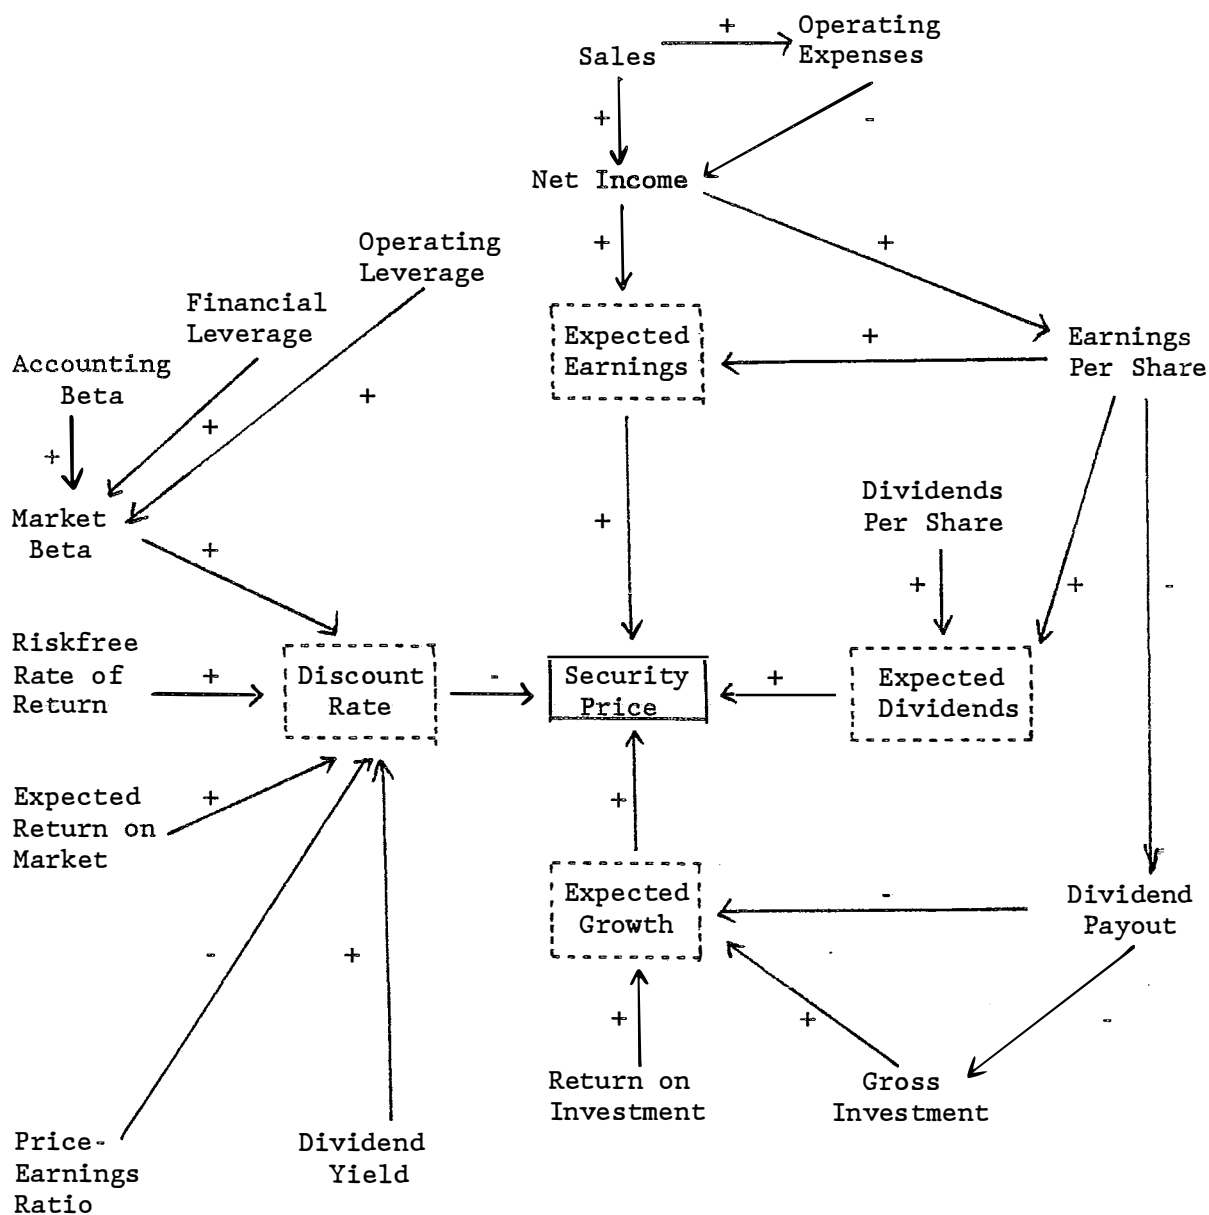 +
Operating
Expenses
Sales
+
-
Net Income
+
+
Operating
Leverage
Financial
Leverage
Accounting
Beta
+
+
+
Expected
Earnings
+
Earnings
Per Share
Market
Beta
+
+
Dividends
Per Share
+
+
-
Riskfree
Rate of
Return
+
Discount
Rate
-
Security
Price
+
Expected
Dividends
Expected
Return on
Market
+
+
Expected
Growth
-
Dividend
Payout
-
+
+
+
-
Return on
Investment
Gross
Investment
Price-
Earnings
Ratio
Dividend
Yield